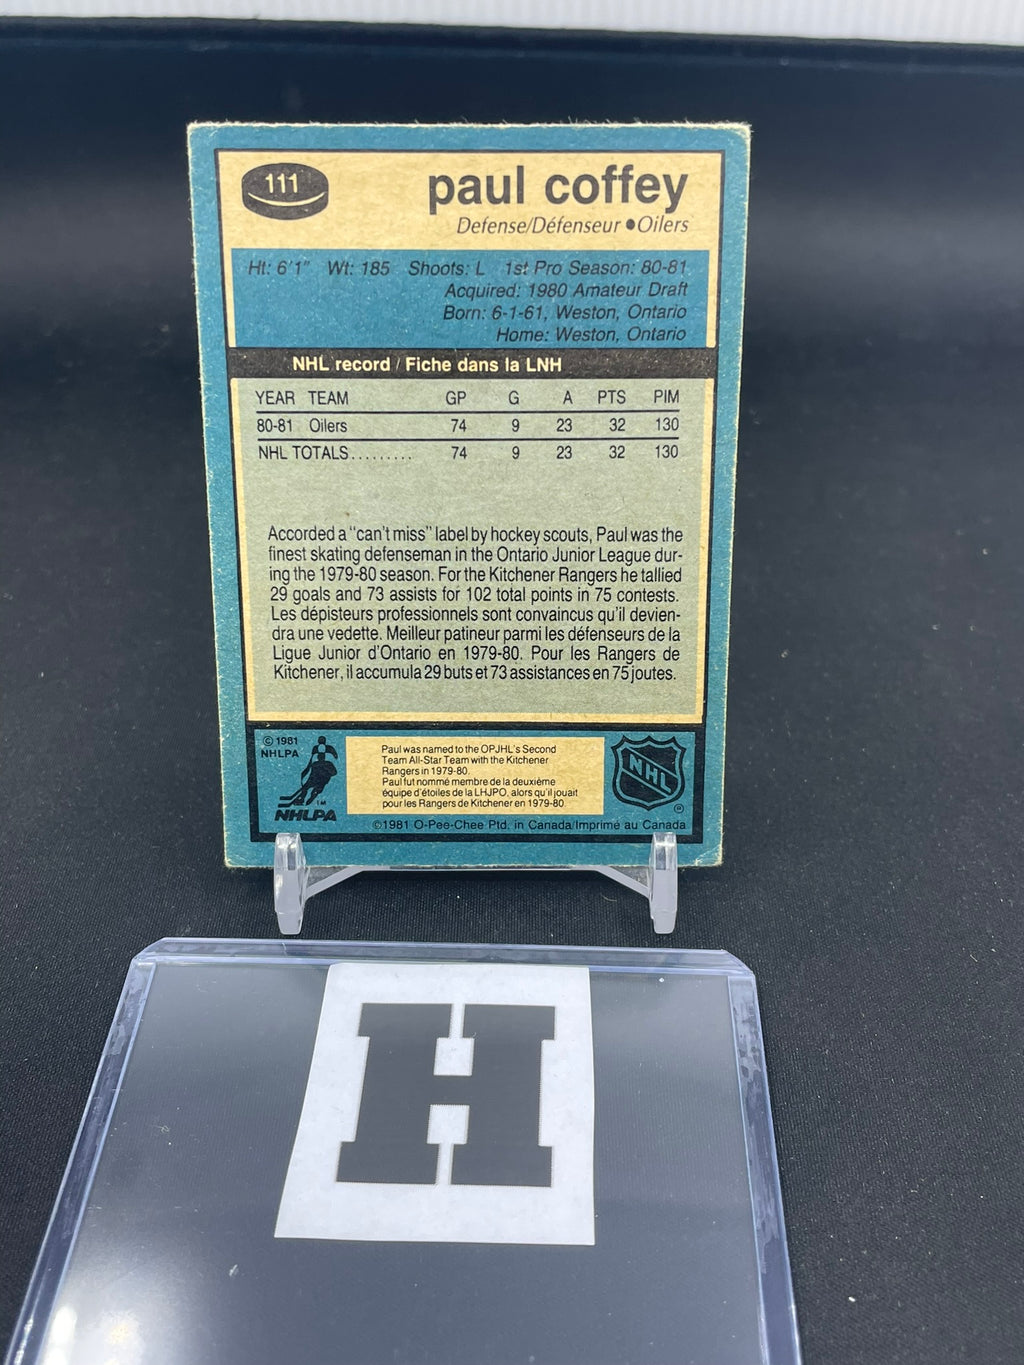 111
paul coffey
Defense/Défenseur •Oilers
Ht: 6'1" Wt: 185 Shoots: L 1st Pro Season: 80-81
Acquired: 1980 Amateur Draft
Born: 6-1-61, Weston, Ontario
Home: Weston, Ontario
NHL record / Fiche dans la LNH
YEAR TEAM GP G A PTS PIM
80-81 Oilers 74 9 23 32 130
NHL TOTALS......... 74 9 23 32 130
Accorded a "can't miss" label by hockey scouts, Paul was the
finest skating defenseman in the Ontario Junior League dur-
ing the 1979-80 season. For the Kitchener Rangers he tallied
29 goals and 73 assists for 102 total points in 75 contests.
Les dépisteurs professionnels sont convaincus qu'il devien-
dra une vedette. Meilleur patineur parmi les défenseurs de la
Ligue Junior d'Ontario en 1979-80. Pour les Rangers de
Kitchener, il accumula 29 buts et 73 assistances en 75 joutes.
© 1981
NHLPA
TM
NHLPA
Paul was named to the OPJHL's Second
Team All-Star Team with the Kitchener
Rangers in 1979-80.
Paul fut nommé membre de la deuxième
équipe d'étoiles de la LHJPO, alors qu'il jouait
pour les Rangers de Kitchener en 1979-80.
NHL
®
©1981 O-Pee-Chee Ptd. in Canada/Imprimé au Canada
H